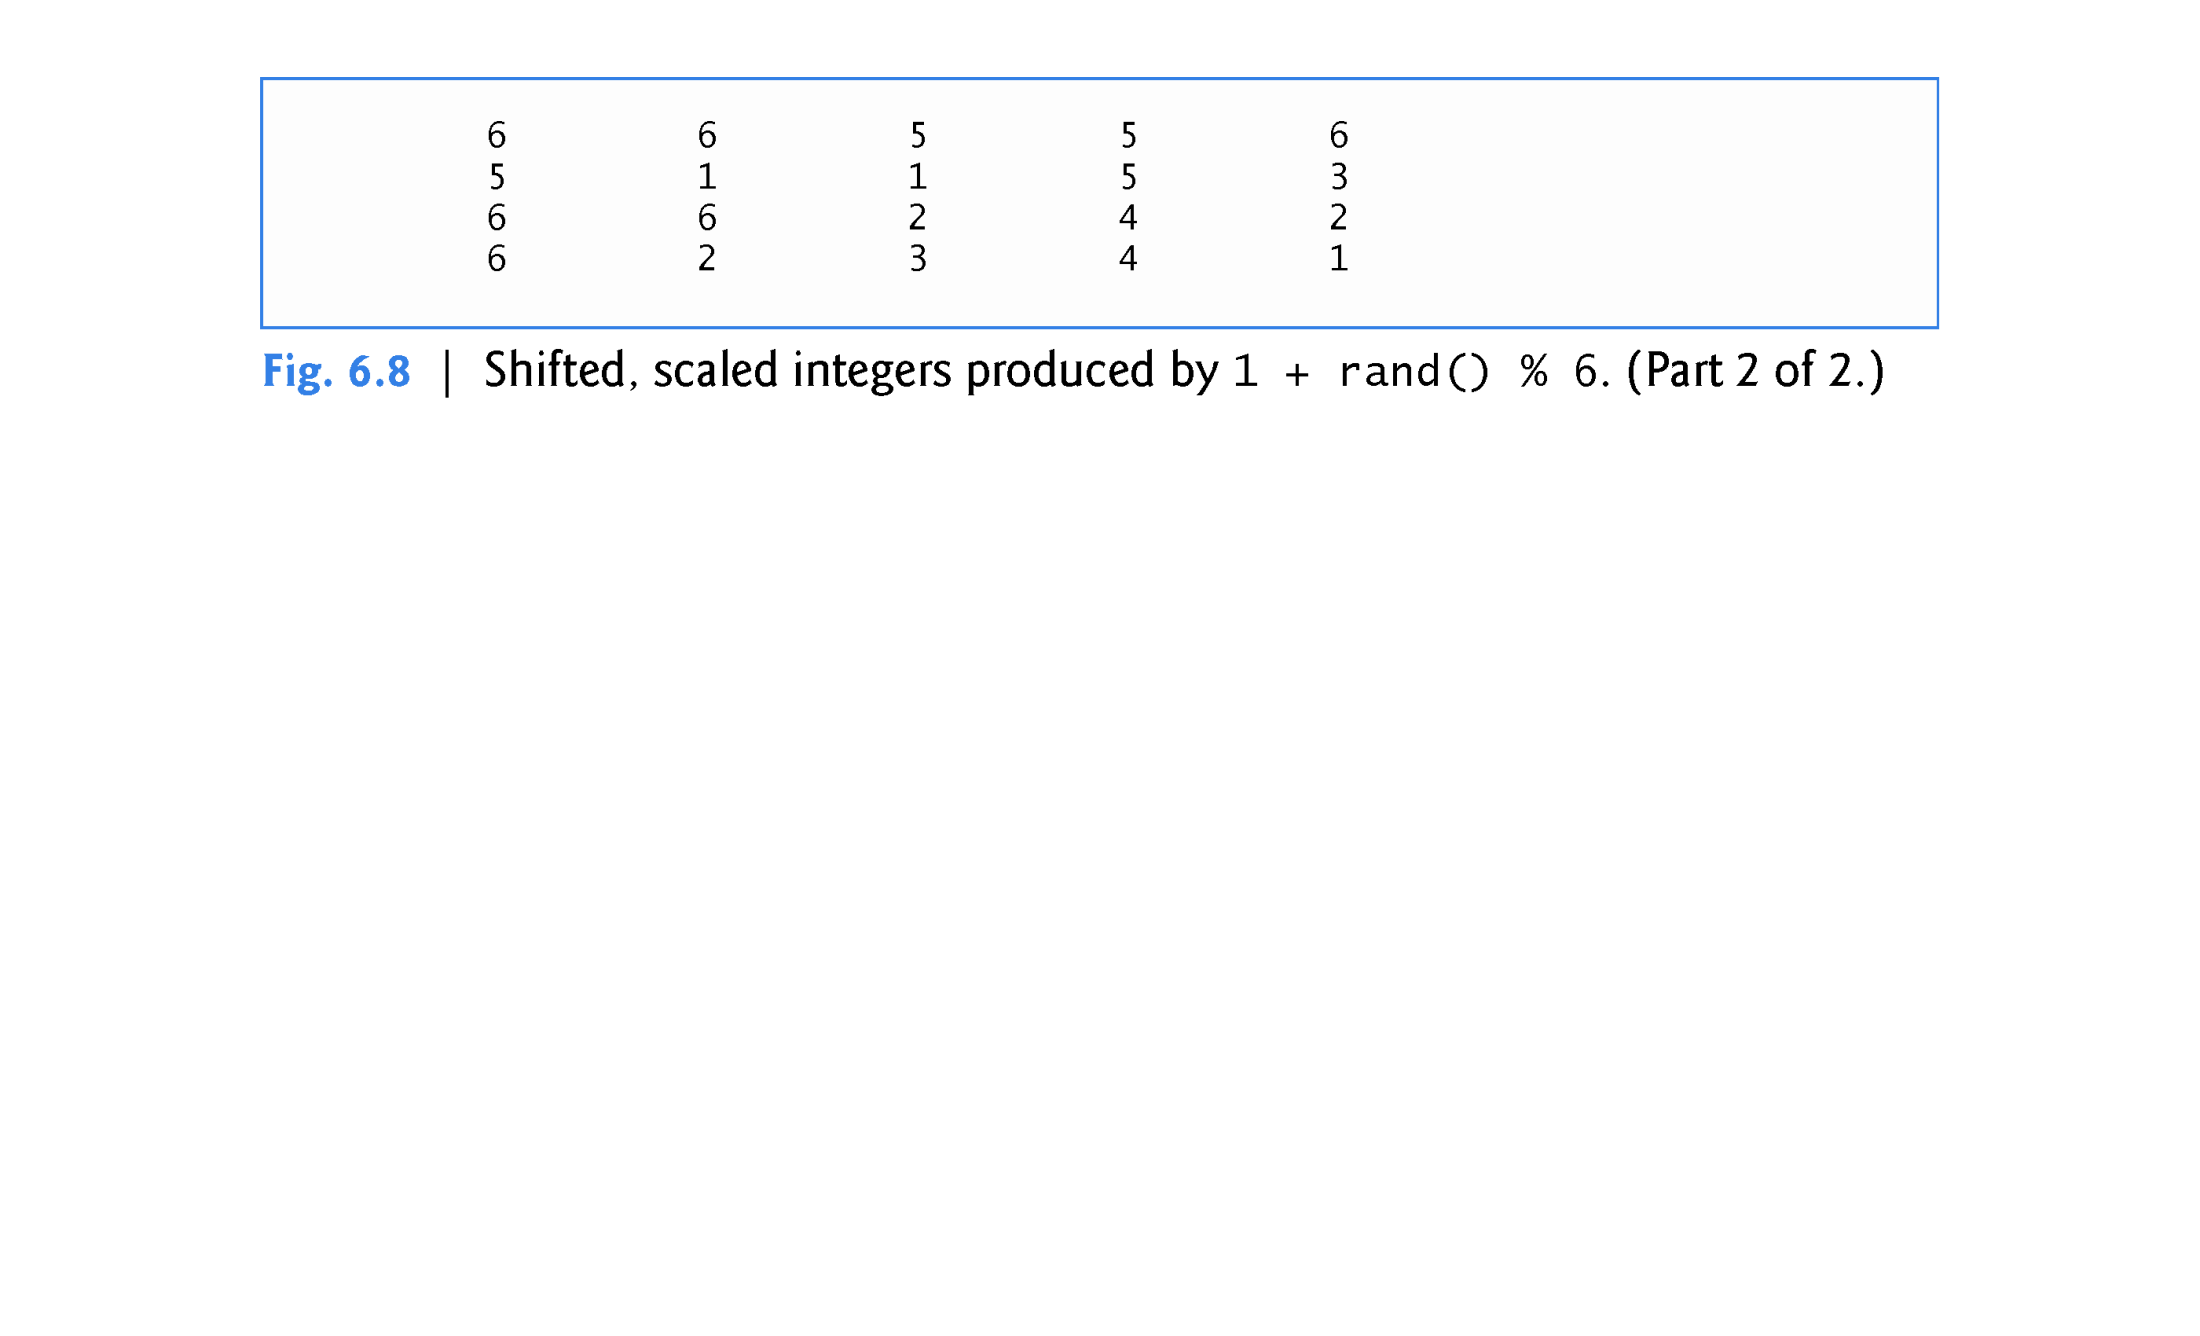 6 6 5 5 6
5 1 1 5 3
6 6 2 4 2
6 2 3 4 1
Fig. 6.8 | Shifted, scaled integers produced by 1 + rand() % 6. (Part 2 of 2.)